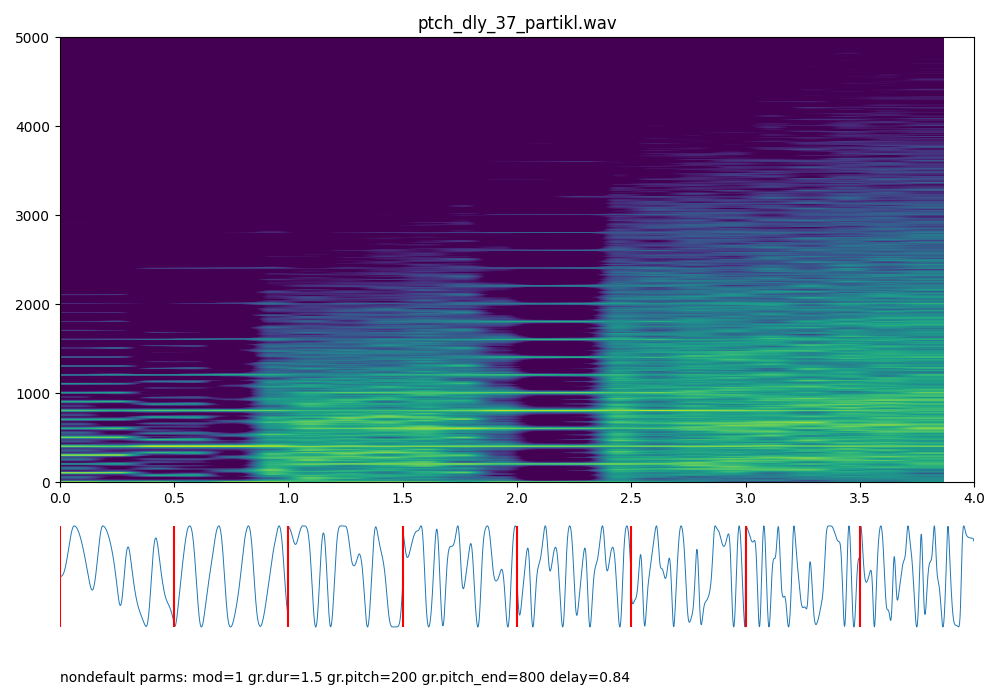 ptch_dly_37_partikl.wav
5000
4000
3000
2000
1000
0
0.0 0.5 1.0 1.5 2.0 2.5 3.0 3.5 4.0
nondefault parms: mod=1 gr.dur=1.5 gr.pitch=200 gr.pitch_end=800 delay=0.84